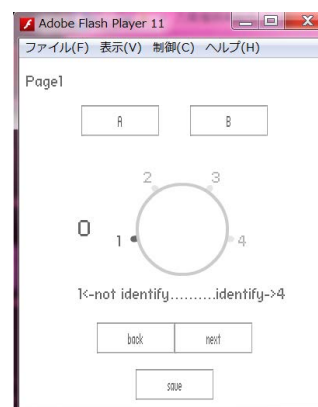 Adobe Flash Player 11
ファイル(F) 表示(V) 制御(C) ヘルプ(H)
Page1
A B
2 3
0 1 4
1<-not identify..........identify->4
back next
save